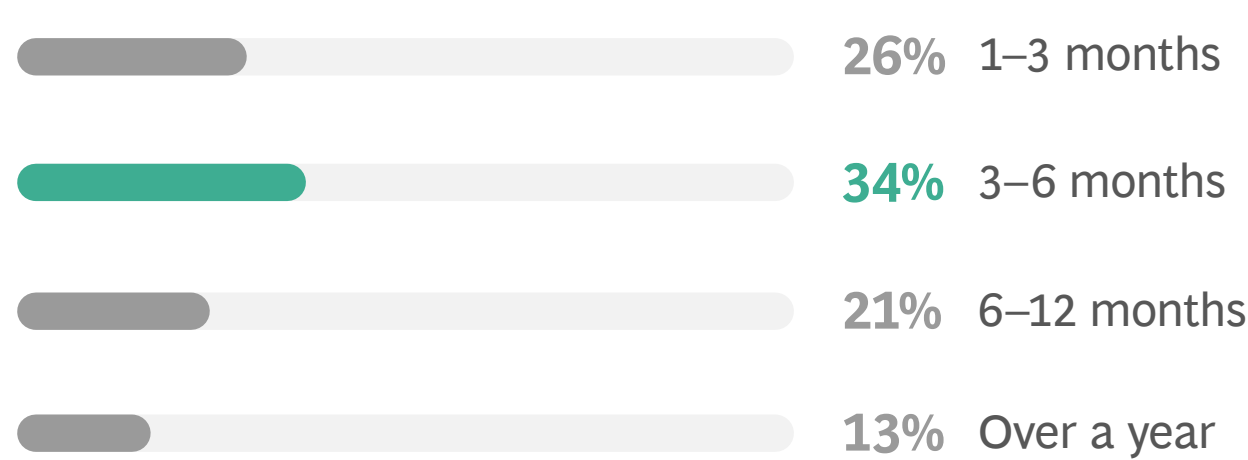 26% 1–3 months
34% 3–6 months
21% 6–12 months
13% Over a year